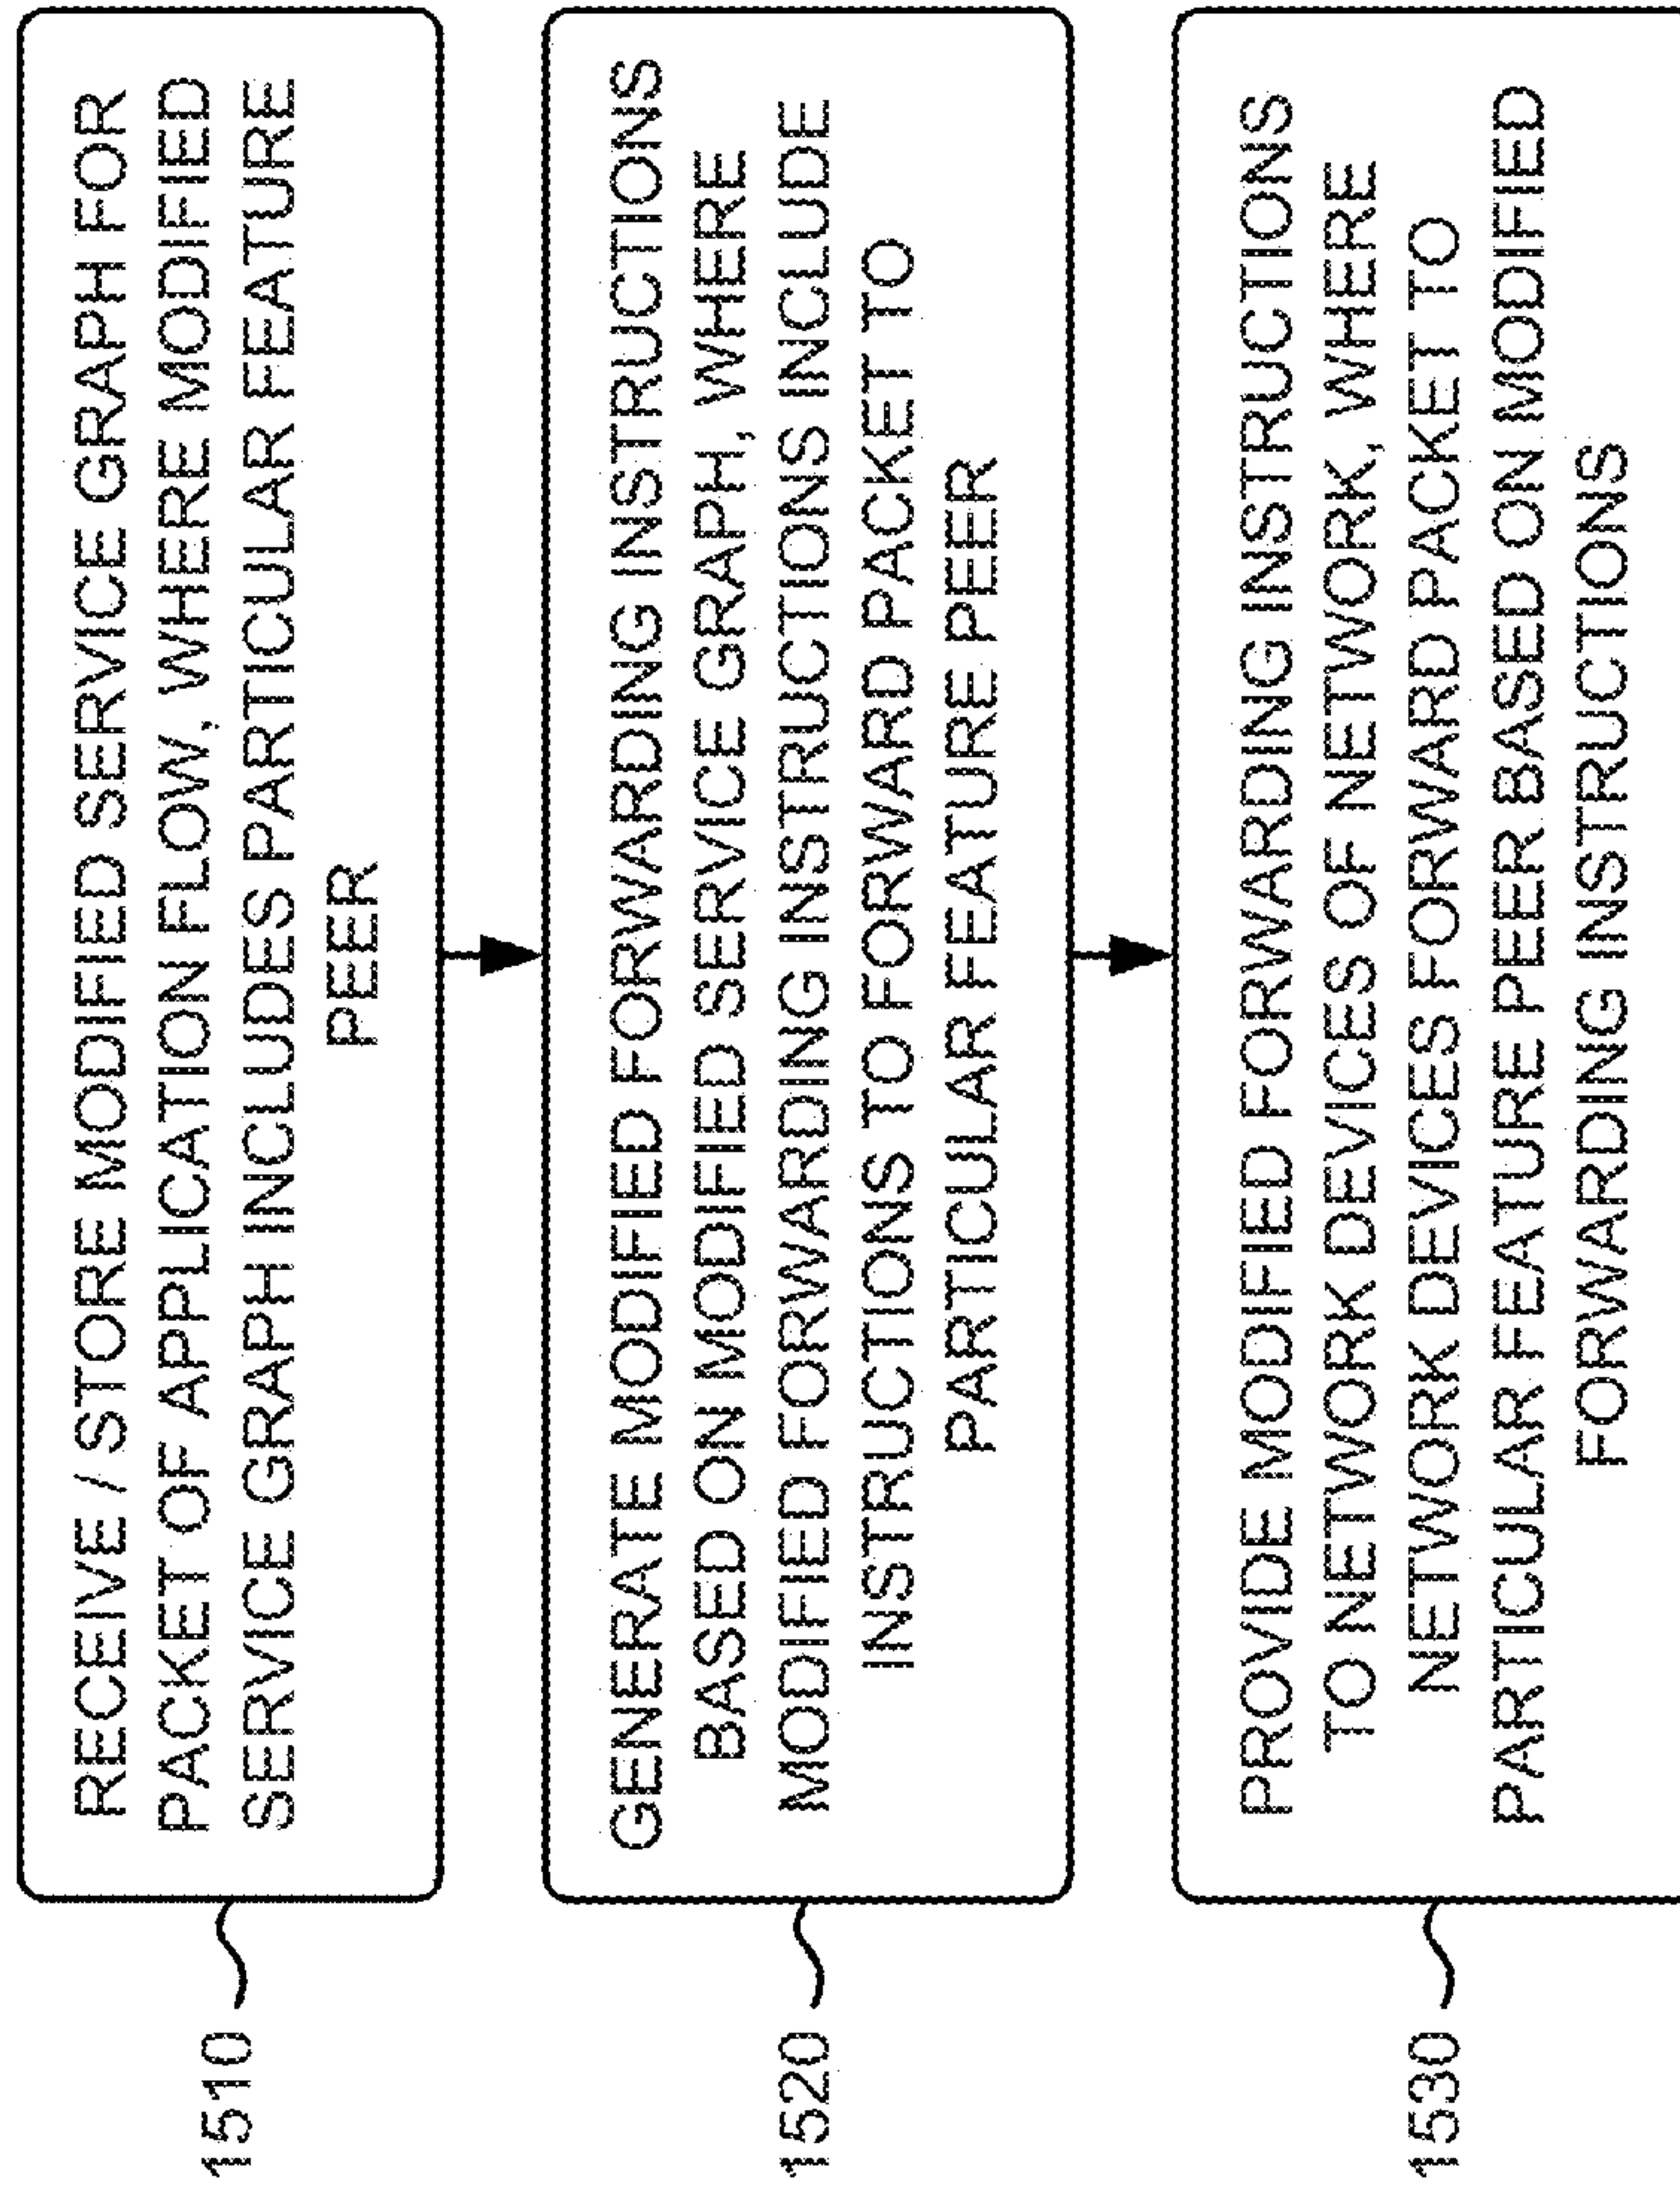 1510
RECEIVE / STORE MODIFIED SERVICE GRAPH FOR
PACKET OF APPLICATION FLOW, WHERE MODIFIED
SERVICE GRAPH INCLUDES PARTICULAR FEATURE
PEER
1520
GENERATE MODIFIED FORWARDING INSTRUCTIONS
BASED ON MODIFIED SERVICE GRAPH, WHERE
MODIFIED FORWARDING INSTRUCTIONS INCLUDE
INSTRUCTIONS TO FORWARD PACKET TO
PARTICULAR FEATURE PEER
1530
PROVIDE MODIFIED FORWARDING INSTRUCTIONS
TO NETWORK DEVICES OF NETWORK, WHERE
NETWORK DEVICES FORWARD PACKET TO
PARTICULAR FEATURE PEER BASED ON MODIFIED
FORWARDING INSTRUCTIONS